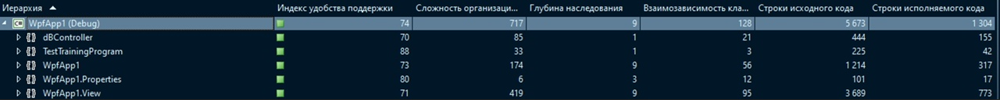 Иерархия Индекс удобства поддержки Сложность организаци... Глубина наследования Взаимозависимость кла... Строки исходного кода Строки исполняемого кода
C# WpfApp1 (Debug) 74 717 9 128 5 673 1 304
{} dBController 70 85 1 21 444 155
{} TestTrainingProgram 88 33 1 3 225 42
{} WpfApp1 73 174 9 56 1 214 317
{} WpfApp1.Properties 80 6 3 12 101 17
{} WpfApp1.View 71 419 9 95 3 689 773